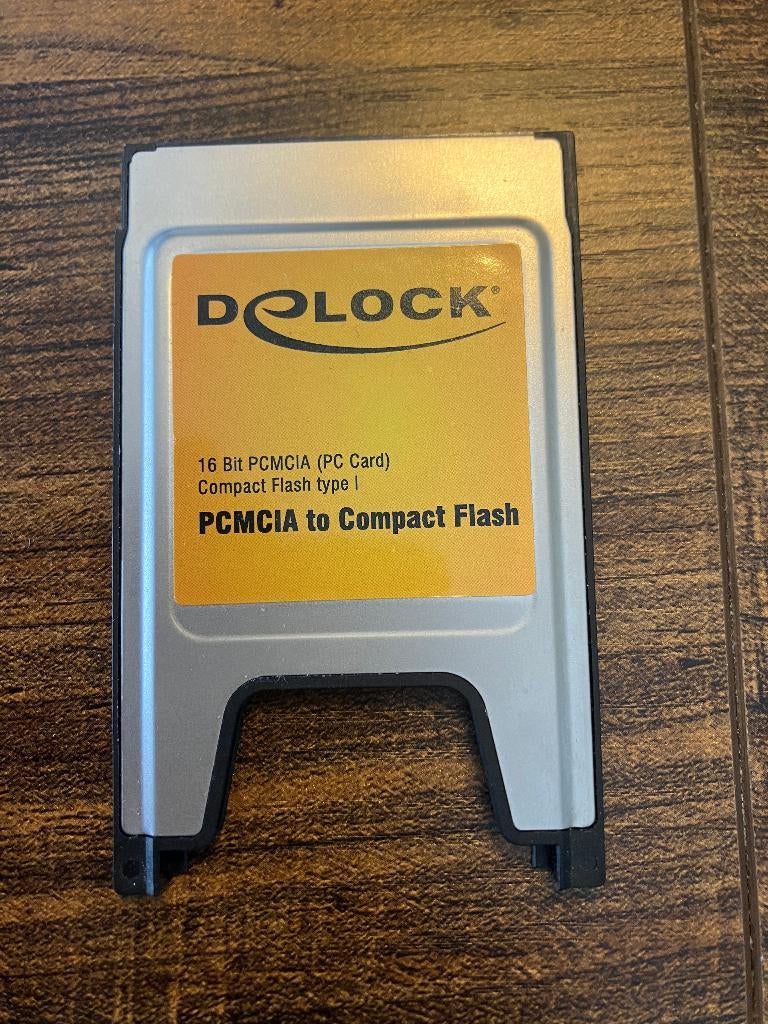 DELOCK®
16 Bit PCMCIA (PC Card)
Compact Flash type I
PCMCIA to Compact Flash